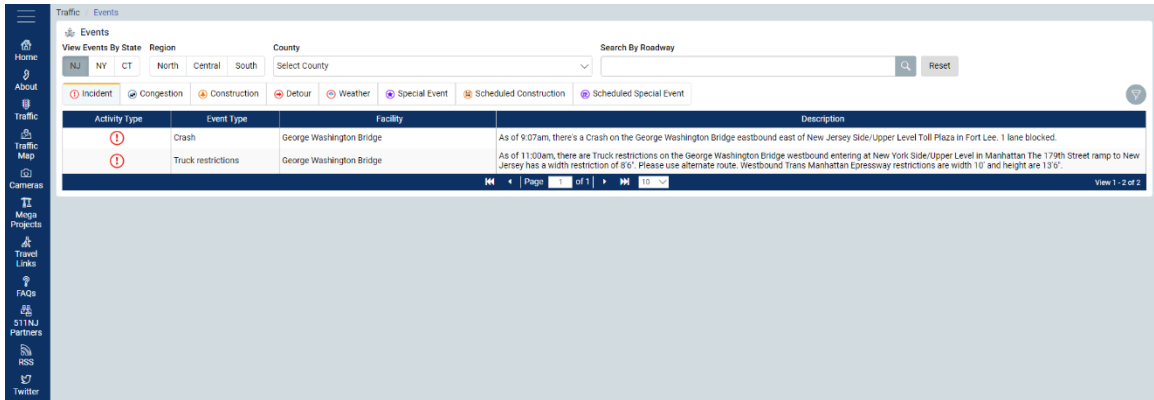 Traffic / Events
Home
About
Traffic
Traffic
Map
Cameras
Mega
Projects
Travel
Links
FAQs
511NJ
Partners
RSS
Twitter
Events
View Events By State Region County Search By Roadway
NJ NY CT North Central South Select County Reset
Incident Congestion Construction Detour Weather Special Event Scheduled Construction Scheduled Special Event
Activity Type Event Type Facility Description
Crash George Washington Bridge As of 9:07am, there's a Crash on the George Washington Bridge eastbound east of New Jersey Side/Upper Level Toll Plaza in Fort Lee. 1 lane blocked.
Truck restrictions George Washington Bridge As of 11:00am, there are Truck restrictions on the George Washington Bridge westbound entering at New York Side/Upper Level in Manhattan The 179th Street ramp to New
Jersey has a width restriction of 8'6". Please use alternate route. Westbound Trans Manhattan Epressway restrictions are width 10' and height are 13'6".
Page 1 of 1 10 View 1 - 2 of 2